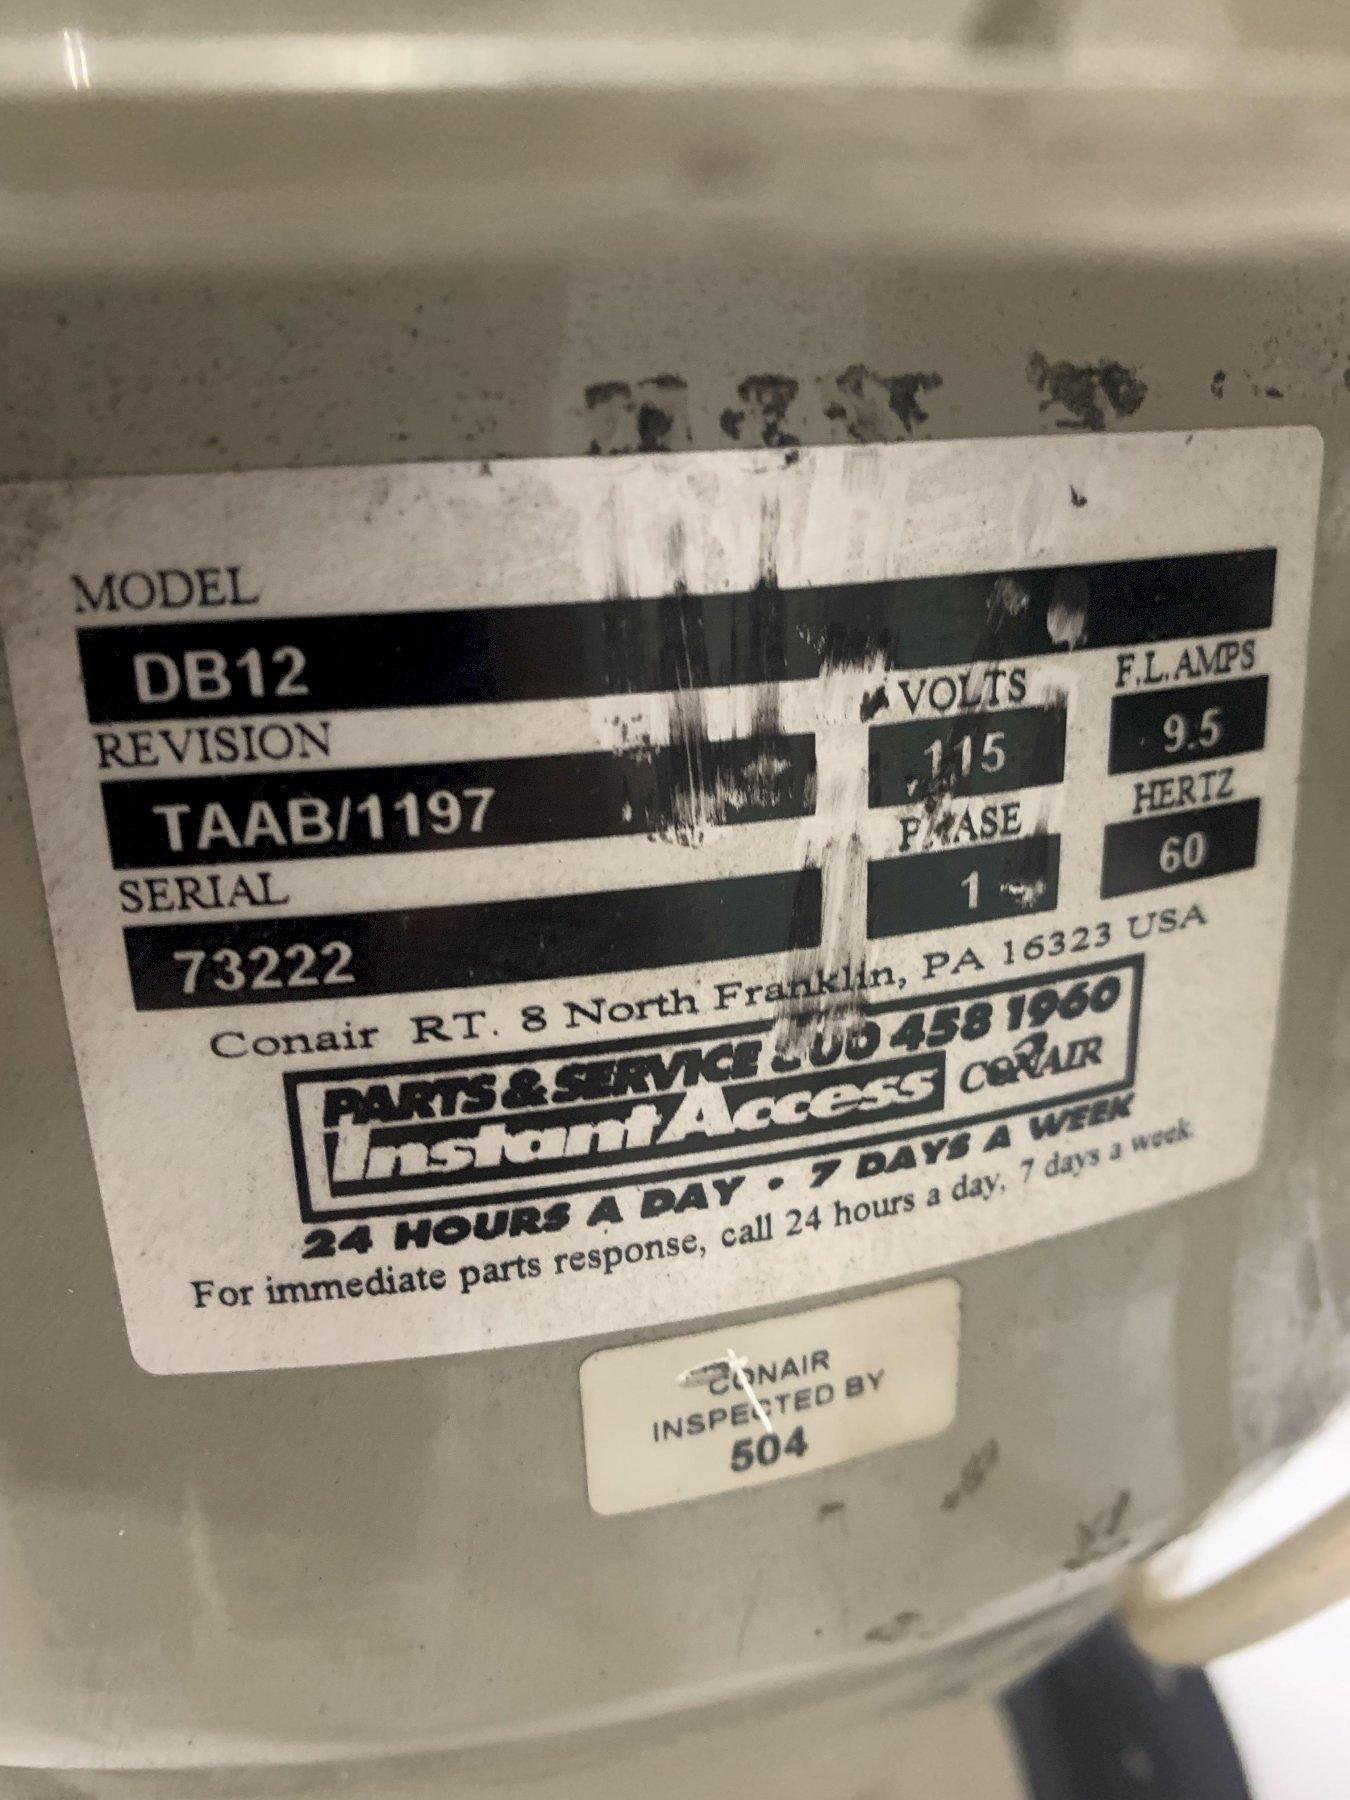 MODEL
DB12
REVISION
TAAB/1197
VOLTS
115
F.L.AMPS
9.5
SERIAL
73222
PHASE
1
HERTZ
60
Conair RT. 8 North Franklin, PA 16323 USA
PARTS & SERVICE 800 458 1960
Instant Access CONAIR
24 HOURS A DAY • 7 DAYS A WEEK
For immediate parts response, call 24 hours a day, 7 days a week.
CONAIR
INSPECTED BY
504